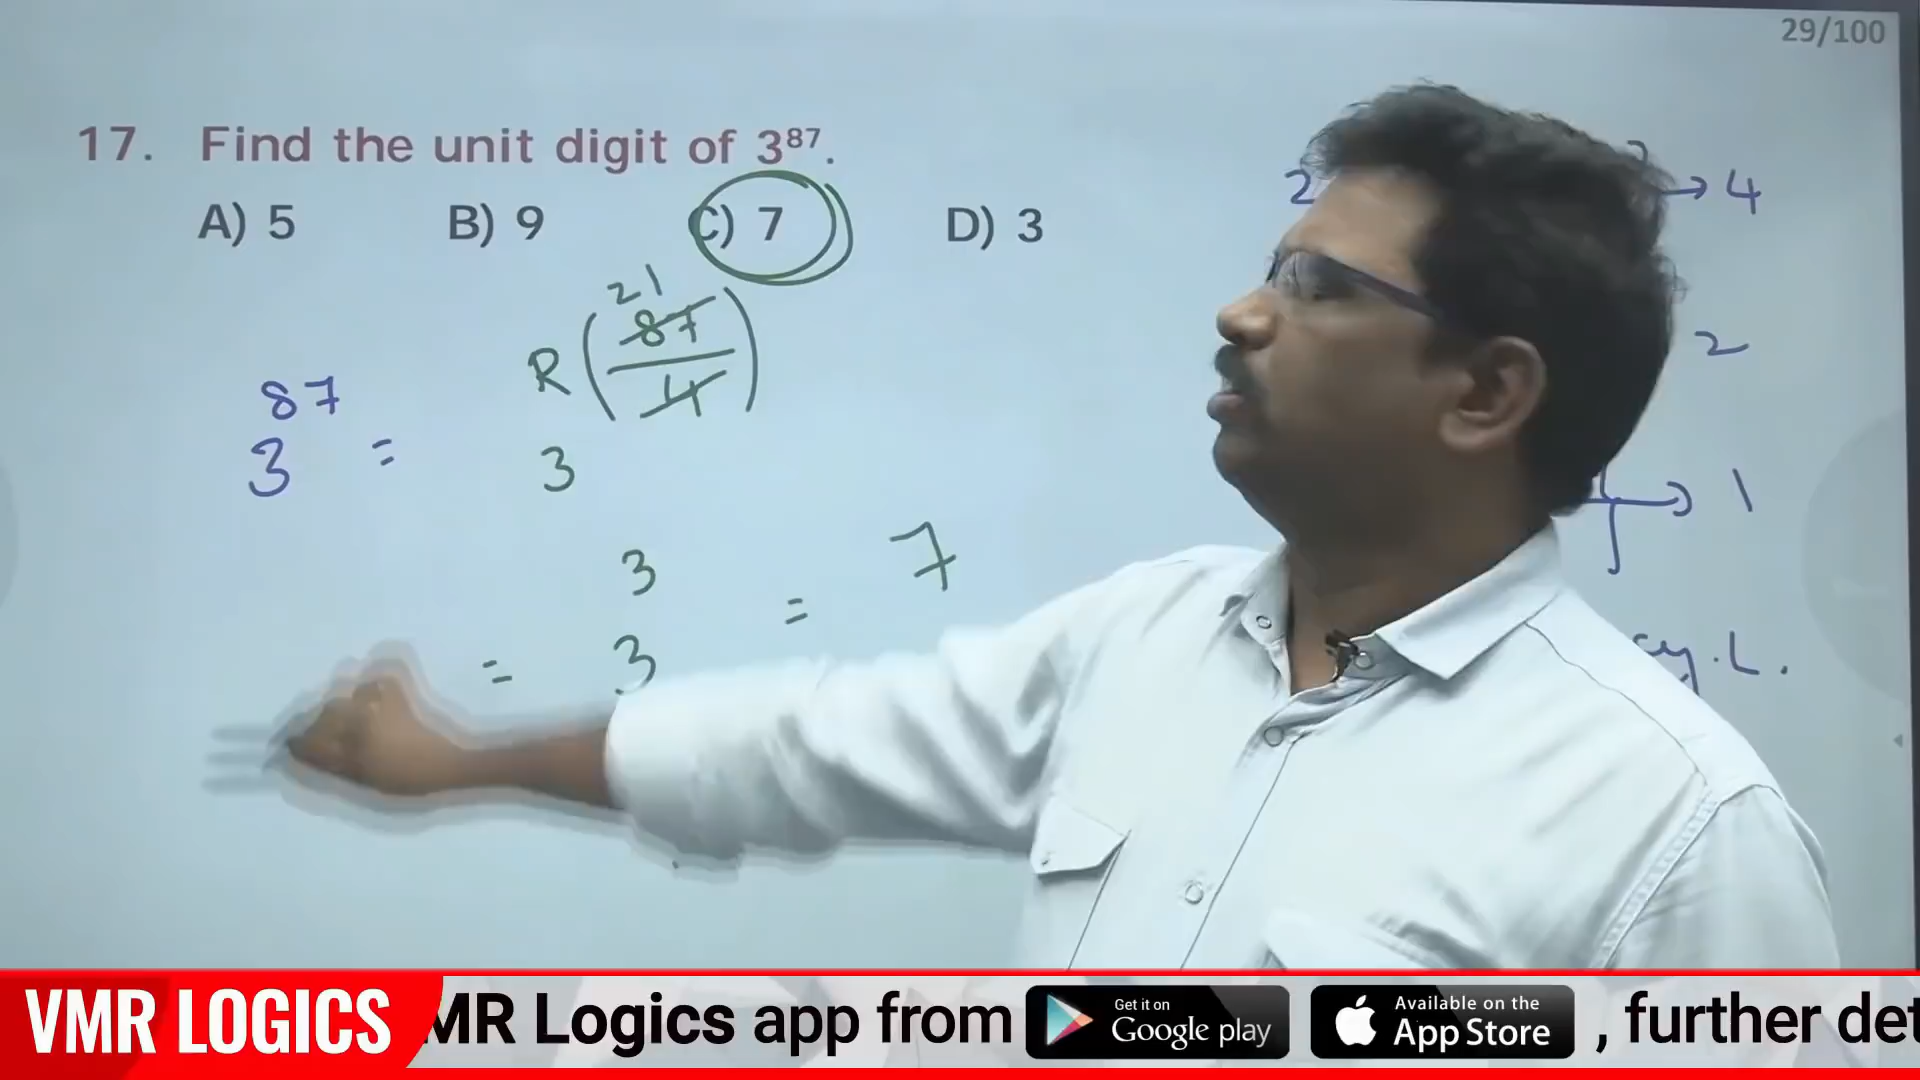 29/100
17. Find the unit digit of 3⁸⁷.
A) 5 B) 9 C) 7 D) 3
21
R (87/4)
3⁸⁷ = 3
= 3³ = 7
2 → 4
2
→ 1
cy. L.
VMR LOGICS
MR Logics app from
Get it on
Google play
Available on the
App Store
, further det